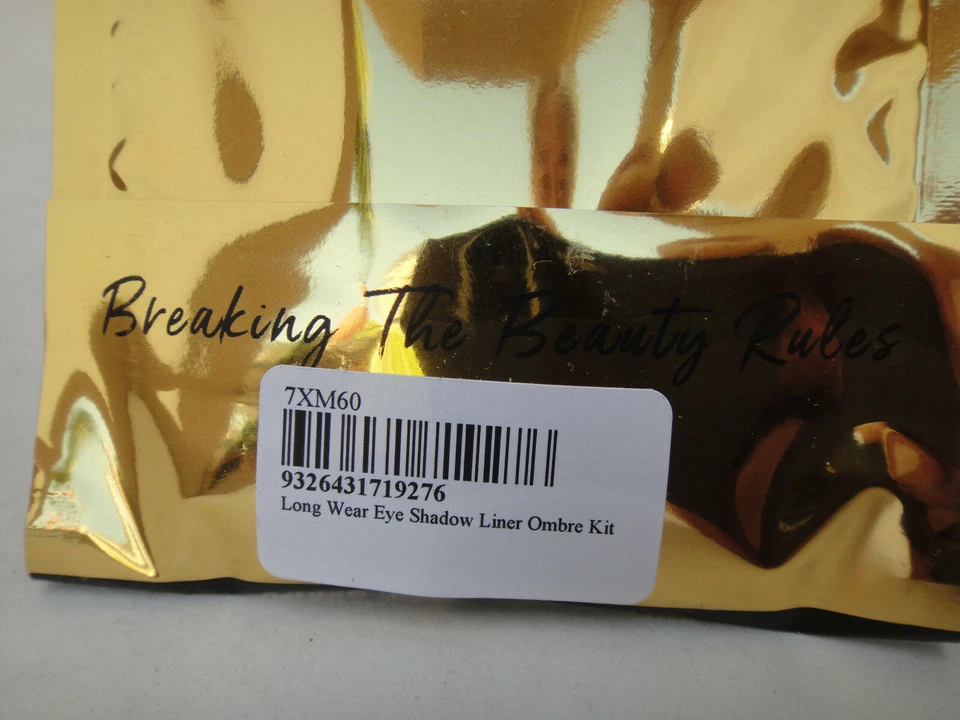 Breaking The Beauty Rules
7XM60
9326431719276
Long Wear Eye Shadow Liner Ombre Kit